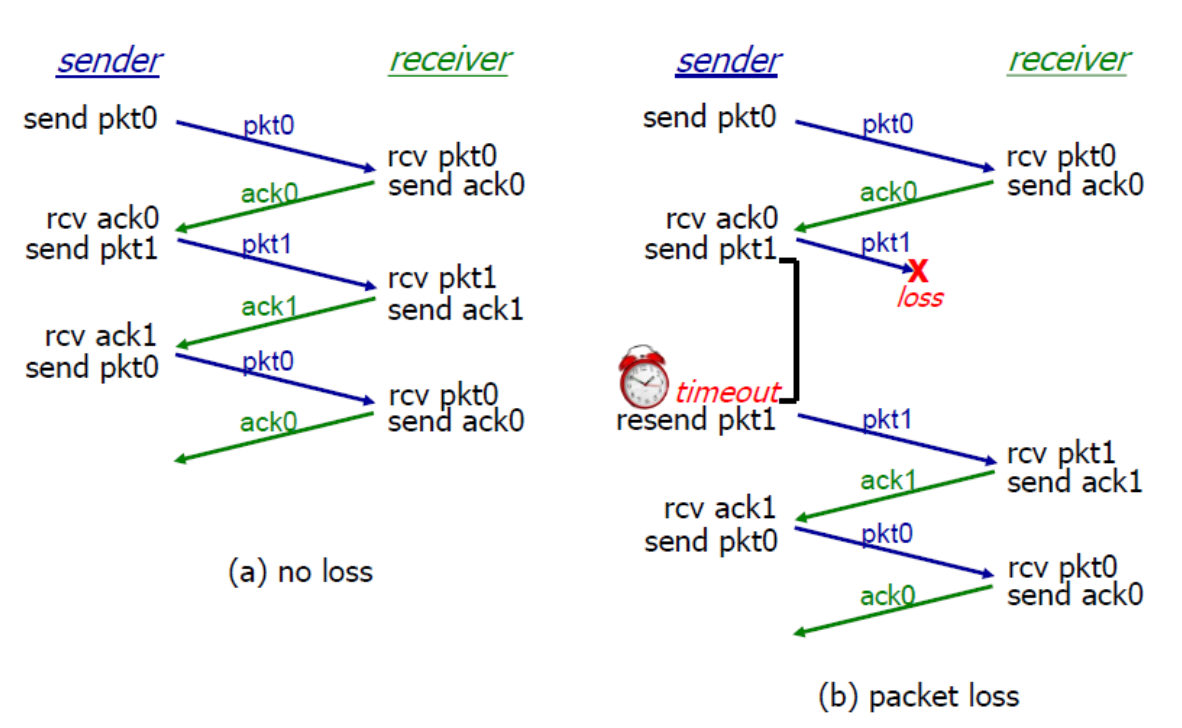 sender
receiver
send pkt0
pkt0
rcv pkt0
send ack0
ack0
rcv ack0
send pkt1
pkt1
rcv pkt1
send ack1
ack1
rcv ack1
send pkt0
pkt0
rcv pkt0
send ack0
ack0
(a) no loss
sender
receiver
send pkt0
pkt0
rcv pkt0
send ack0
ack0
rcv ack0
send pkt1
pkt1
X
loss
timeout
resend pkt1
pkt1
rcv pkt1
send ack1
ack1
rcv ack1
send pkt0
pkt0
rcv pkt0
send ack0
ack0
(b) packet loss